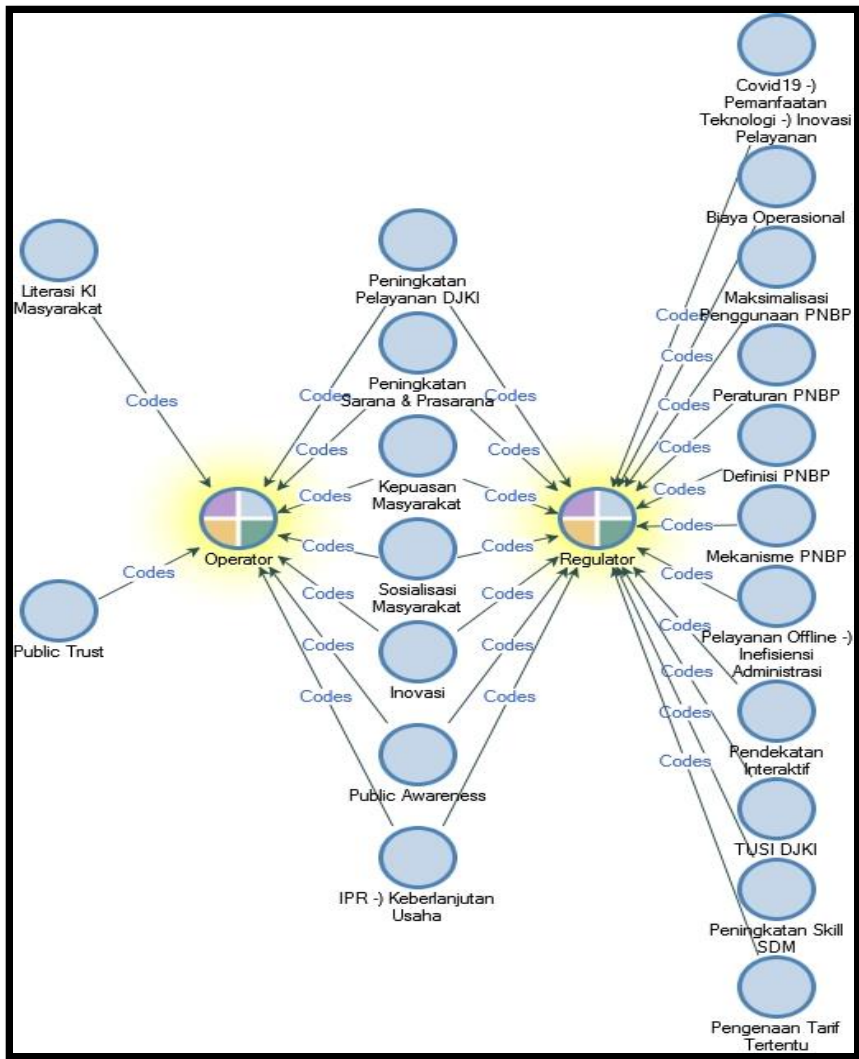 Covid19 -)
Pemanfaatan
Teknologi -) Inovasi
Pelayanan
Biaya Operasional
Literasi KI
Masyarakat
Peningkatan
Pelayanan DJKI
Maksimalisasi
Penggunaan PNBP
Codes
Codes
Codes
Peningkatan
Sarana & Prasarana
Peraturan PNBP
Codes
Codes
Codes
Codes
Codes
Codes
Kepuasan
Masyarakat
Definisi PNBP
Codes
Codes
Codes
Operator
Regulator
Codes
Mekanisme PNBP
Codes
Codes
Codes
Codes
Sosialisasi
Masyarakat
Public Trust
Codes
Codes
Inovasi
Pelayanan Offline -)
Inefisiensi
Administrasi
Codes
Codes
Codes
Codes
Codes
Codes
Pendekatan
Interaktif
Codes
Codes
Public Awareness
Codes
TUSI DJKI
IPR -) Keberlanjutan
Usaha
Peningkatan Skill
SDM
Pengenaan Tarif
Tertentu